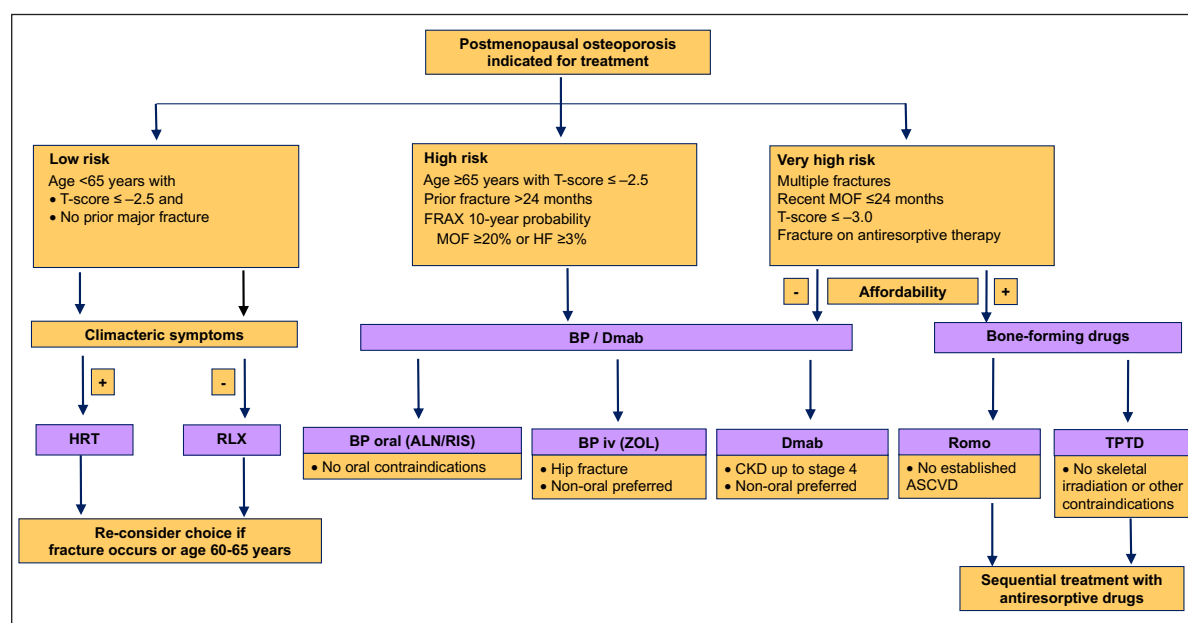 Postmenopausal osteoporosis
indicated for treatment
Low risk
Age <65 years with
• T-score ≤ –2.5 and
• No prior major fracture
High risk
Age ≥65 years with T-score ≤ –2.5
Prior fracture >24 months
FRAX 10-year probability
MOF ≥20% or HF ≥3%
Very high risk
Multiple fractures
Recent MOF ≤24 months
T-score ≤ –3.0
Fracture on antiresorptive therapy
- Affordability +
Climacteric symptoms
BP / Dmab
Bone-forming drugs
+ -
HRT
RLX
BP oral (ALN/RIS)
• No oral contraindications
BP iv (ZOL)
• Hip fracture
• Non-oral preferred
Dmab
• CKD up to stage 4
• Non-oral preferred
Romo
• No established
ASCVD
TPTD
• No skeletal
irradiation or other
contraindications
Re-consider choice if
fracture occurs or age 60-65 years
Sequential treatment with
antiresorptive drugs